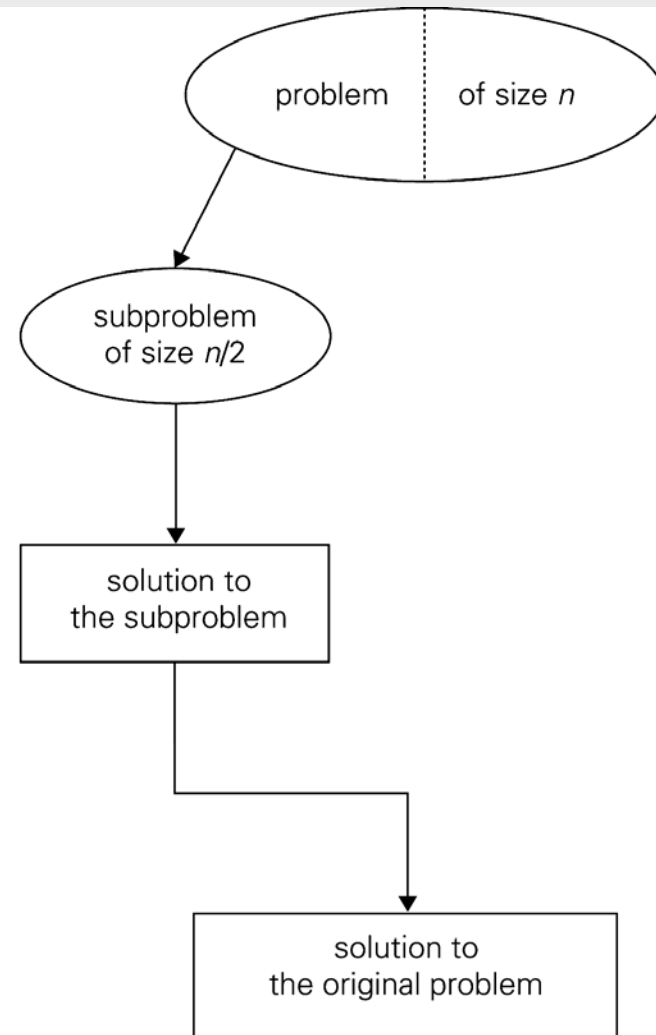 problem of size n
subproblem
of size n/2
solution to
the subproblem
solution to
the original problem